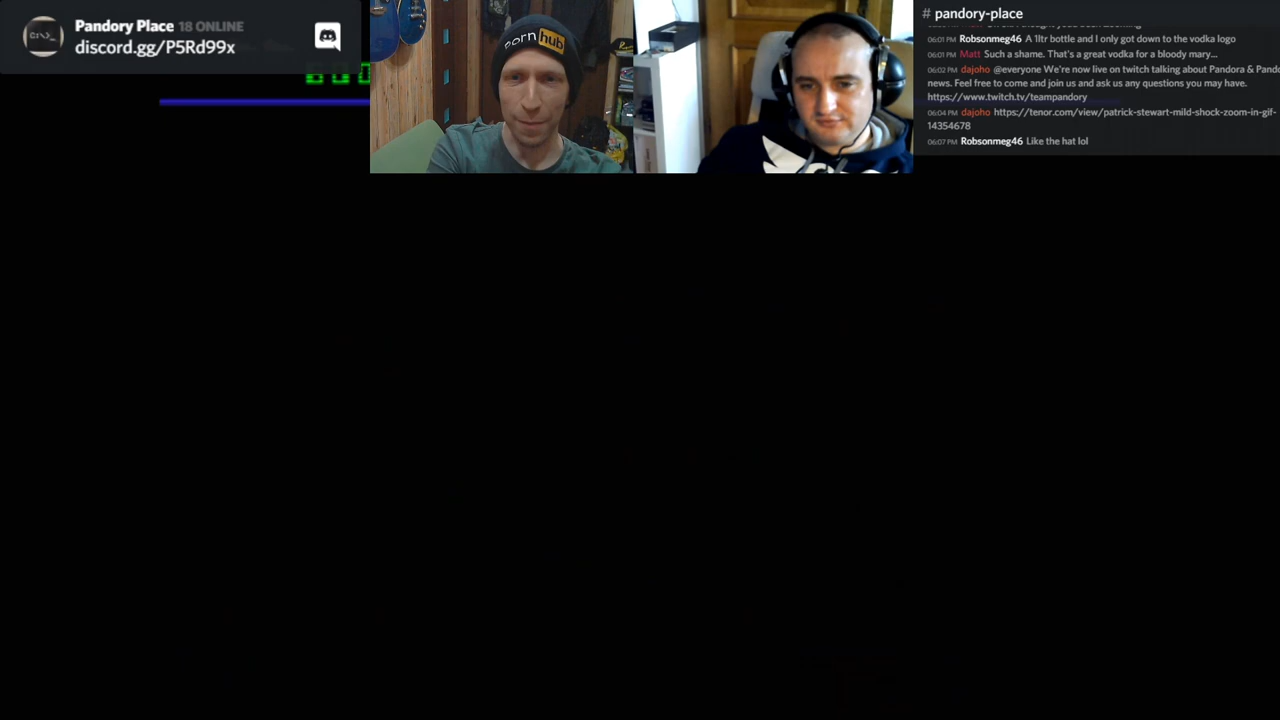 Pandory Place 18 ONLINE
discord.gg/P5Rd99x
Pornhub
# pandory-place
06:01 PM Robsonmeg46 A 1ltr bottle and I only got down to the vodka logo
06:01 PM Matt Such a shame. That's a great vodka for a bloody mary...
06:02 PM dajoho @everyone We're now live on twitch talking about Pandora &
news. Feel free to come and join us and ask us any questions you may have.
https://www.twitch.tv/teampandory
06:04 PM dajoho https://tenor.com/view/patrick-stewart-mild-shock-zoom-in-gif-
14354678
06:07 PM Robsonmeg46 Like the hat lol